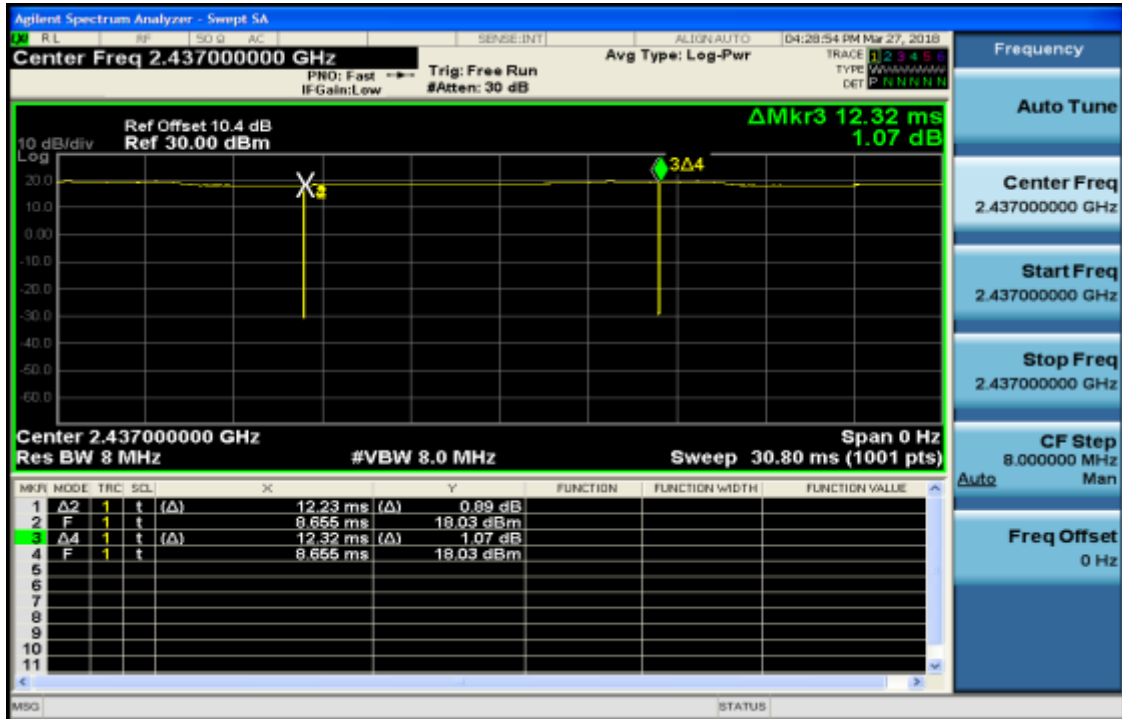 Agilent Spectrum Analyzer - Swept SA
RL RF 50 Ω AC SENSE:INT ALIGN AUTO 04:28:54 PM Mar 27, 2018
Center Freq 2.437000000 GHz
PNO: Fast
IFGain:Low
Trig: Free Run
#Atten: 30 dB
Avg Type: Log-Pwr
TRACE 1 2 3 4 5 6
TYPE
DET P N N N N N
Frequency
Auto Tune
Center Freq
2.437000000 GHz
Start Freq
2.437000000 GHz
Stop Freq
2.437000000 GHz
CF Step
8.000000 MHz
Auto Man
Freq Offset
0 Hz
ΔMkr3 12.32 ms
1.07 dB
Ref Offset 10.4 dB
10 dB/div Ref 30.00 dBm
Log
3Δ4
20.0
10.0
0.00
-10.0
-20.0
-30.0
-40.0
-50.0
-60.0
Center 2.437000000 GHz Span 0 Hz
Res BW 8 MHz #VBW 8.0 MHz Sweep 30.80 ms (1001 pts)
MKR MODE TRC SCL X Y FUNCTION FUNCTION WIDTH FUNCTION VALUE
1 Δ2 1 t (Δ) 12.23 ms (Δ) 0.89 dB
2 F 1 t 8.655 ms 18.03 dBm
3 Δ4 1 t (Δ) 12.32 ms (Δ) 1.07 dB
4 F 1 t 8.655 ms 18.03 dBm
5
6
7
8
9
10
11
MSG STATUS